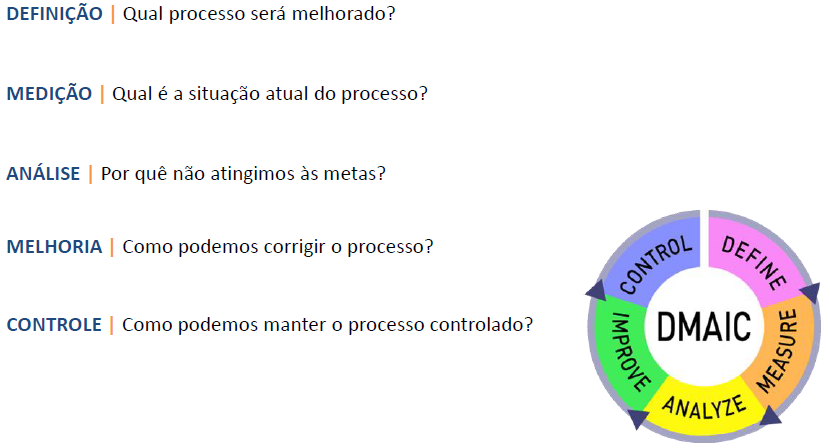 DEFINIÇÃO | Qual processo será melhorado?
MEDIÇÃO | Qual é a situação atual do processo?
ANÁLISE | Por quê não atingimos às metas?
MELHORIA | Como podemos corrigir o processo?
CONTROLE | Como podemos manter o processo controlado?
DEFINE
MEASURE
ANALYZE
IMPROVE
CONTROL
DMAIC